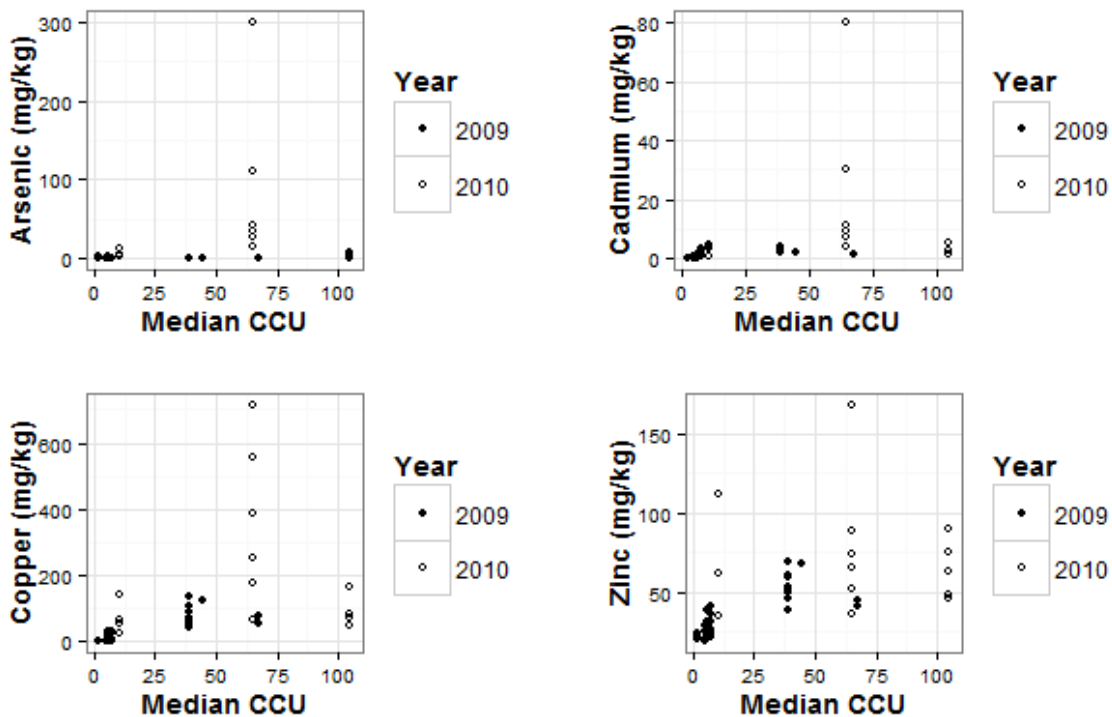 Arsenic (mg/kg)
300
200
100
0
0 25 50 75 100
Median CCU
Year
2009
2010
Cadmium (mg/kg)
80
60
40
20
0
0 25 50 75 100
Median CCU
Year
2009
2010
Copper (mg/kg)
600
400
200
0
0 25 50 75 100
Median CCU
Year
2009
2010
ZInc (mg/kg)
150
100
50
0 25 50 75 100
Median CCU
Year
2009
2010